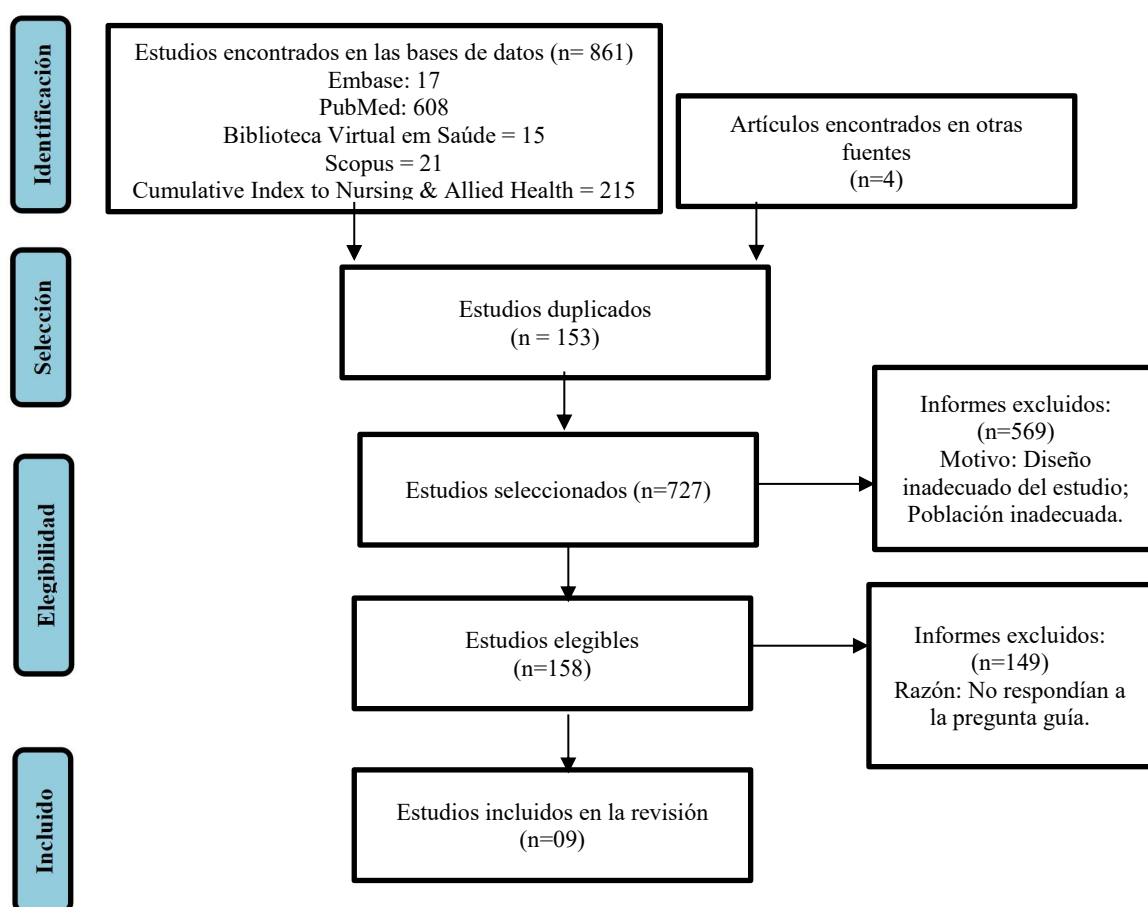 Identificación
Estudios encontrados en las bases de datos (n= 861)
Embase: 17
PubMed: 608
Biblioteca Virtual em Saúde = 15
Scopus = 21
Cumulative Index to Nursing & Allied Health = 215
Artículos encontrados en otras
fuentes
(n=4)
Selección
Estudios duplicados
(n = 153)
Elegibilidad
Estudios seleccionados (n=727)
Informes excluidos:
(n=569)
Motivo: Diseño
inadecuado del estudio;
Población inadecuada.
Estudios elegibles
(n=158)
Informes excluidos:
(n=149)
Razón: No respondían a
la pregunta guía.
Incluido
Estudios incluidos en la revisión
(n=09)